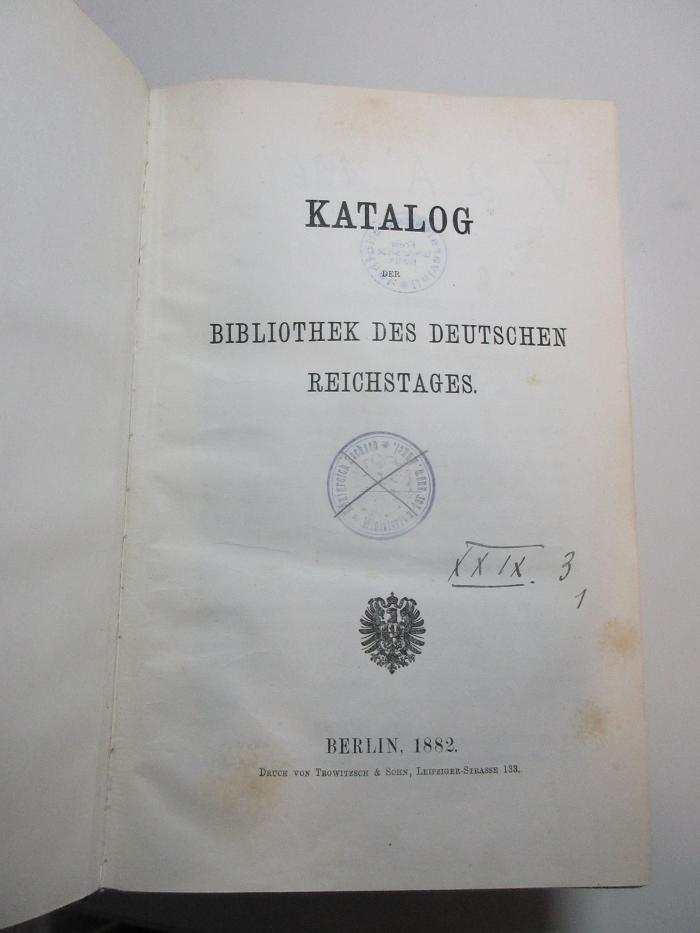 KATALOG
DER
BIBLIOTHEK DES DEUTSCHEN
REICHSTAGES.
XXIX. 3
1
BERLIN, 1882.
DRUCK VON TROWITZSCH & SOHN, LEIPZIGER-STRASSE 133.